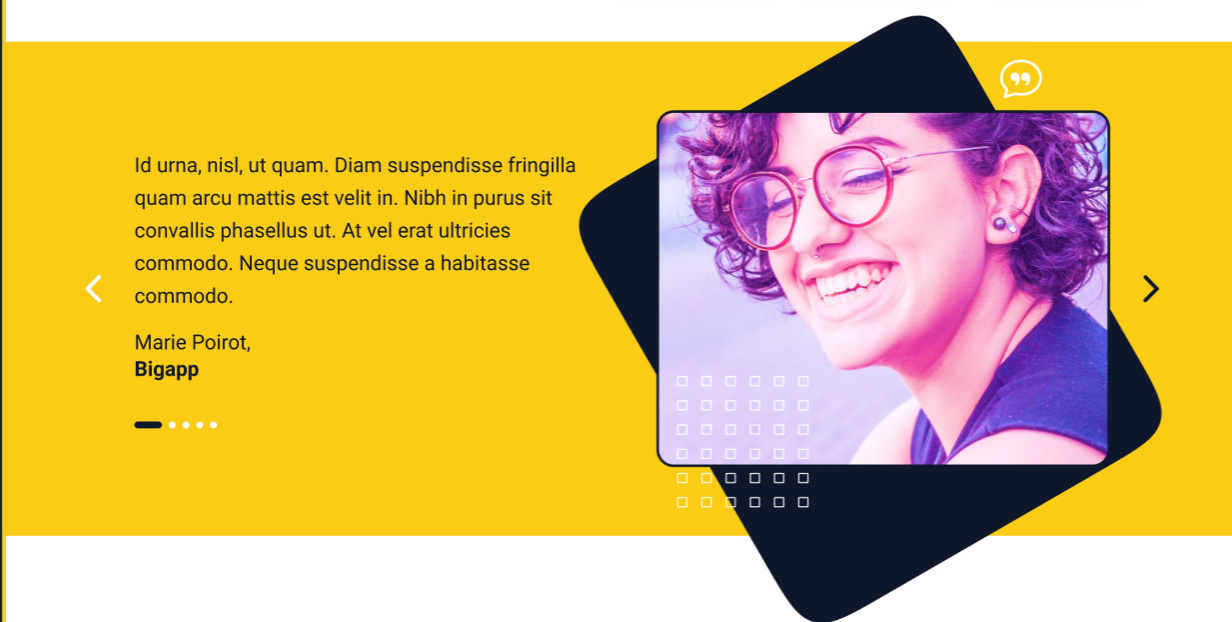 Id urna, nisl, ut quam. Diam suspendisse fringilla
quam arcu mattis est velit in. Nibh in purus sit
convallis phasellus ut. At vel erat ultricies
commodo. Neque suspendisse a habitasse
commodo.
Marie Poirot,
Bigapp